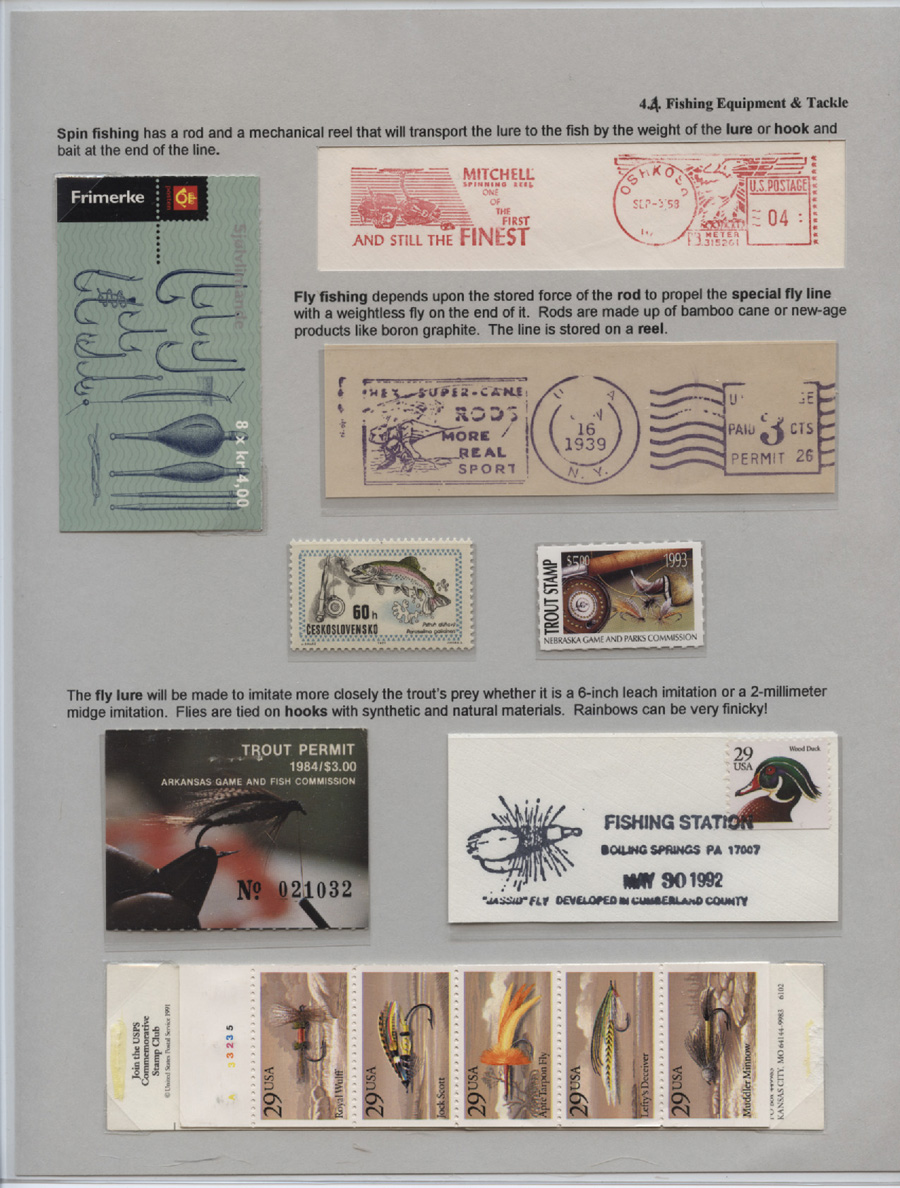 4.A. Fishing Equipment & Tackle
Spin fishing has a rod and a mechanical reel that will transport the lure to the fish by the weight of the lure or hook and
bait at the end of the line.
Frimerke
posten
Sjølvlimande
8 x kr 4,00
MITCHELL
SPINNING REEL
ONE
OF
THE
FIRST
AND STILL THE FINEST
OSHKOSH
SEP-3'58
U.S. POSTAGE
04
METER
315201
Fly fishing depends upon the stored force of the rod to propel the special fly line
with a weightless fly on the end of it. Rods are made up of bamboo cane or new-age
products like boron graphite. The line is stored on a reel.
SUPER-CANE
RODS
MORE
REAL
SPORT
16
1939
N.Y.
PAID 3 CTS
PERMIT 26
60h
ČESKOSLOVENSKO
Pstruh dúhový
$5.00
1993
TROUT STAMP
NEBRASKA GAME AND PARKS COMMISSION
The fly lure will be made to imitate more closely the trout's prey whether it is a 6-inch leach imitation or a 2-millimeter
midge imitation. Flies are tied on hooks with synthetic and natural materials. Rainbows can be very finicky!
TROUT PERMIT
1984/$3.00
ARKANSAS GAME AND FISH COMMISSION
Nº 021032
29
USA
Wood Duck
FISHING STATION
BOILING SPRINGS PA 17007
MAY 30 1992
"JASSID" FLY DEVELOPED IN CUMBERLAND COUNTY
Join the USPS
Commemorative
Stamp Club
© United States Postal Service 1991
3 3 2 3 5
29 USA
Royal Wulff
29 USA
Jock Scott
29 USA
Apte Tarpon Fly
29 USA
Lefty's Deceiver
29 USA
Muddler Minnow
KANSAS CITY, MO 64144-9983 6102